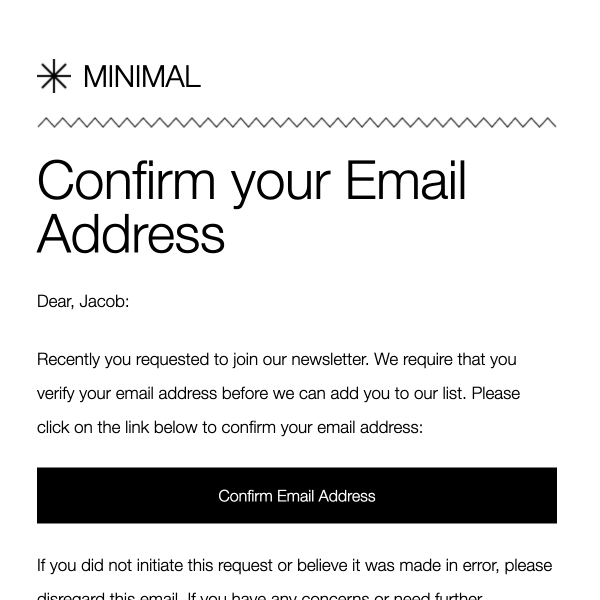 MINIMAL
Confirm your Email
Address
Dear, Jacob:
Recently you requested to join our newsletter. We require that you
verify your email address before we can add you to our list. Please
click on the link below to confirm your email address:
Confirm Email Address
If you did not initiate this request or believe it was made in error, please
disregard this email. If you have any concerns or need further